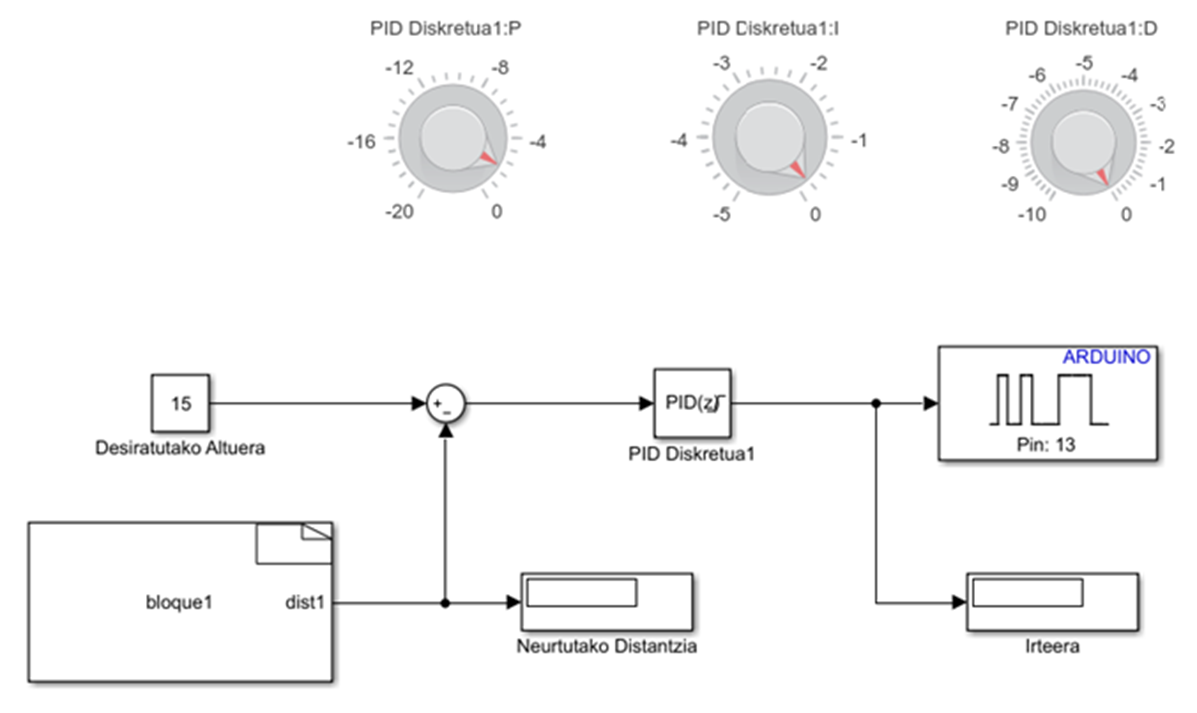 PID Diskretua1:P
-12
-8
-16
-4
-20
0
PID Diskretua1:I
-3
-2
-4
-1
-5
0
PID Diskretua1:D
-5
-6
-4
-7
-3
-8
-2
-9
-1
-10
0
15
Desiratutako Altuera
+
−
PID(z)
PID Diskretua1
ARDUINO
Pin: 13
bloque1
dist1
Neurtutako Distantzia
Irteera